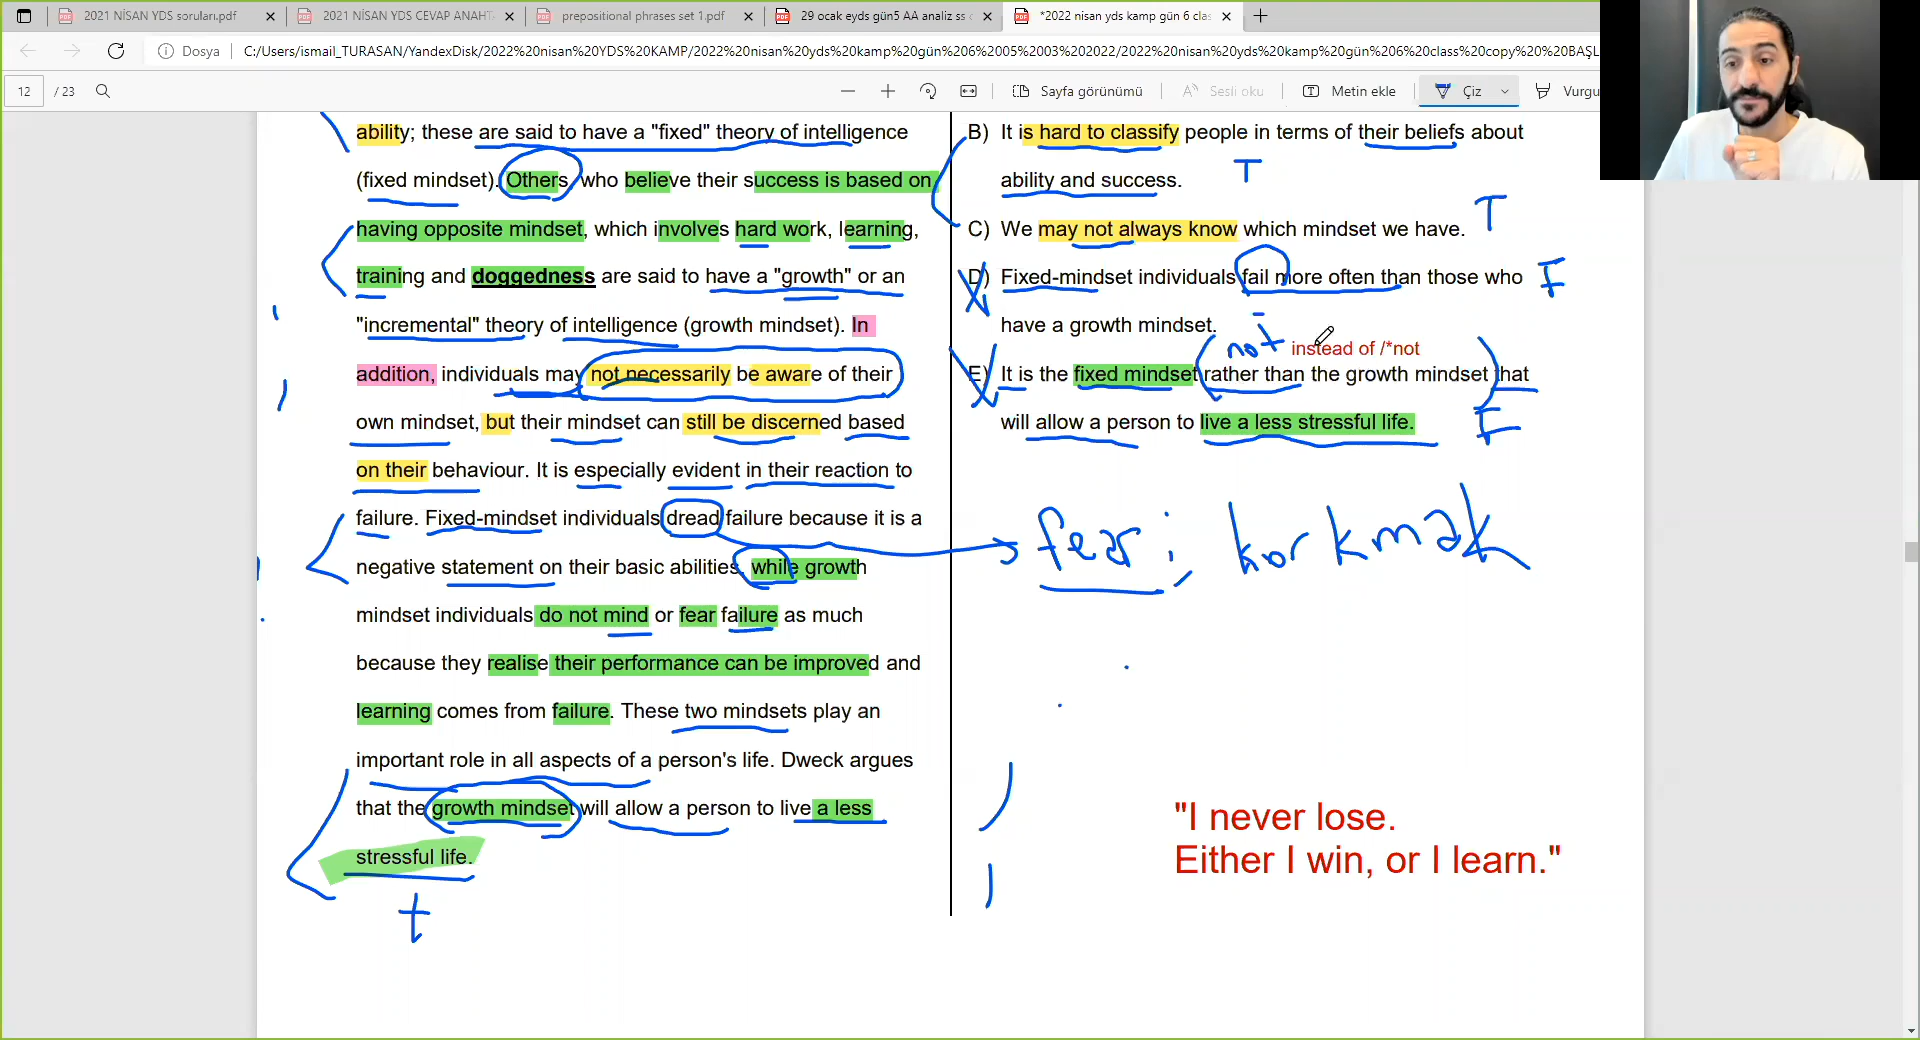 2021 NİSAN YDS soruları.pdf
2021 NİSAN YDS CEVAP ANAHT
prepositional phrases set 1.pdf
29 ocak eyds gün5 AA analiz ss c
*2022 nisan yds kamp gün 6 clas
Dosya
C:/Users/ismail_TURASAN/YandexDisk/2022%20nisan%20YDS%20KAMP/2022%20nisan%20yds%20kamp%20gün%206%2005%2003%202022/2022%20nisan%20yds%20kamp%20gün%206%20class%20copy%20%20BAŞL
12 / 23
Sayfa görünümü
Sesli oku
Metin ekle
Çiz
Vurgu
ability; these are said to have a "fixed" theory of intelligence
(fixed mindset). Others, who believe their success is based on
having opposite mindset, which involves hard work, learning,
training and doggedness are said to have a "growth" or an
"incremental" theory of intelligence (growth mindset). In
addition, individuals may not necessarily be aware of their
own mindset, but their mindset can still be discerned based
on their behaviour. It is especially evident in their reaction to
failure. Fixed-mindset individuals dread failure because it is a
negative statement on their basic abilities, while growth
mindset individuals do not mind or fear failure as much
because they realise their performance can be improved and
learning comes from failure. These two mindsets play an
important role in all aspects of a person's life. Dweck argues
that the growth mindset will allow a person to live a less
stressful life.
t
B) It is hard to classify people in terms of their beliefs about
ability and success. T
C) We may not always know which mindset we have. T
D) Fixed-mindset individuals fail more often than those who F
have a growth mindset.
not instead of /*not
E) It is the fixed mindset rather than the growth mindset that
will allow a person to live a less stressful life. F
fear; korkmak
"I never lose.
Either I win, or I learn."